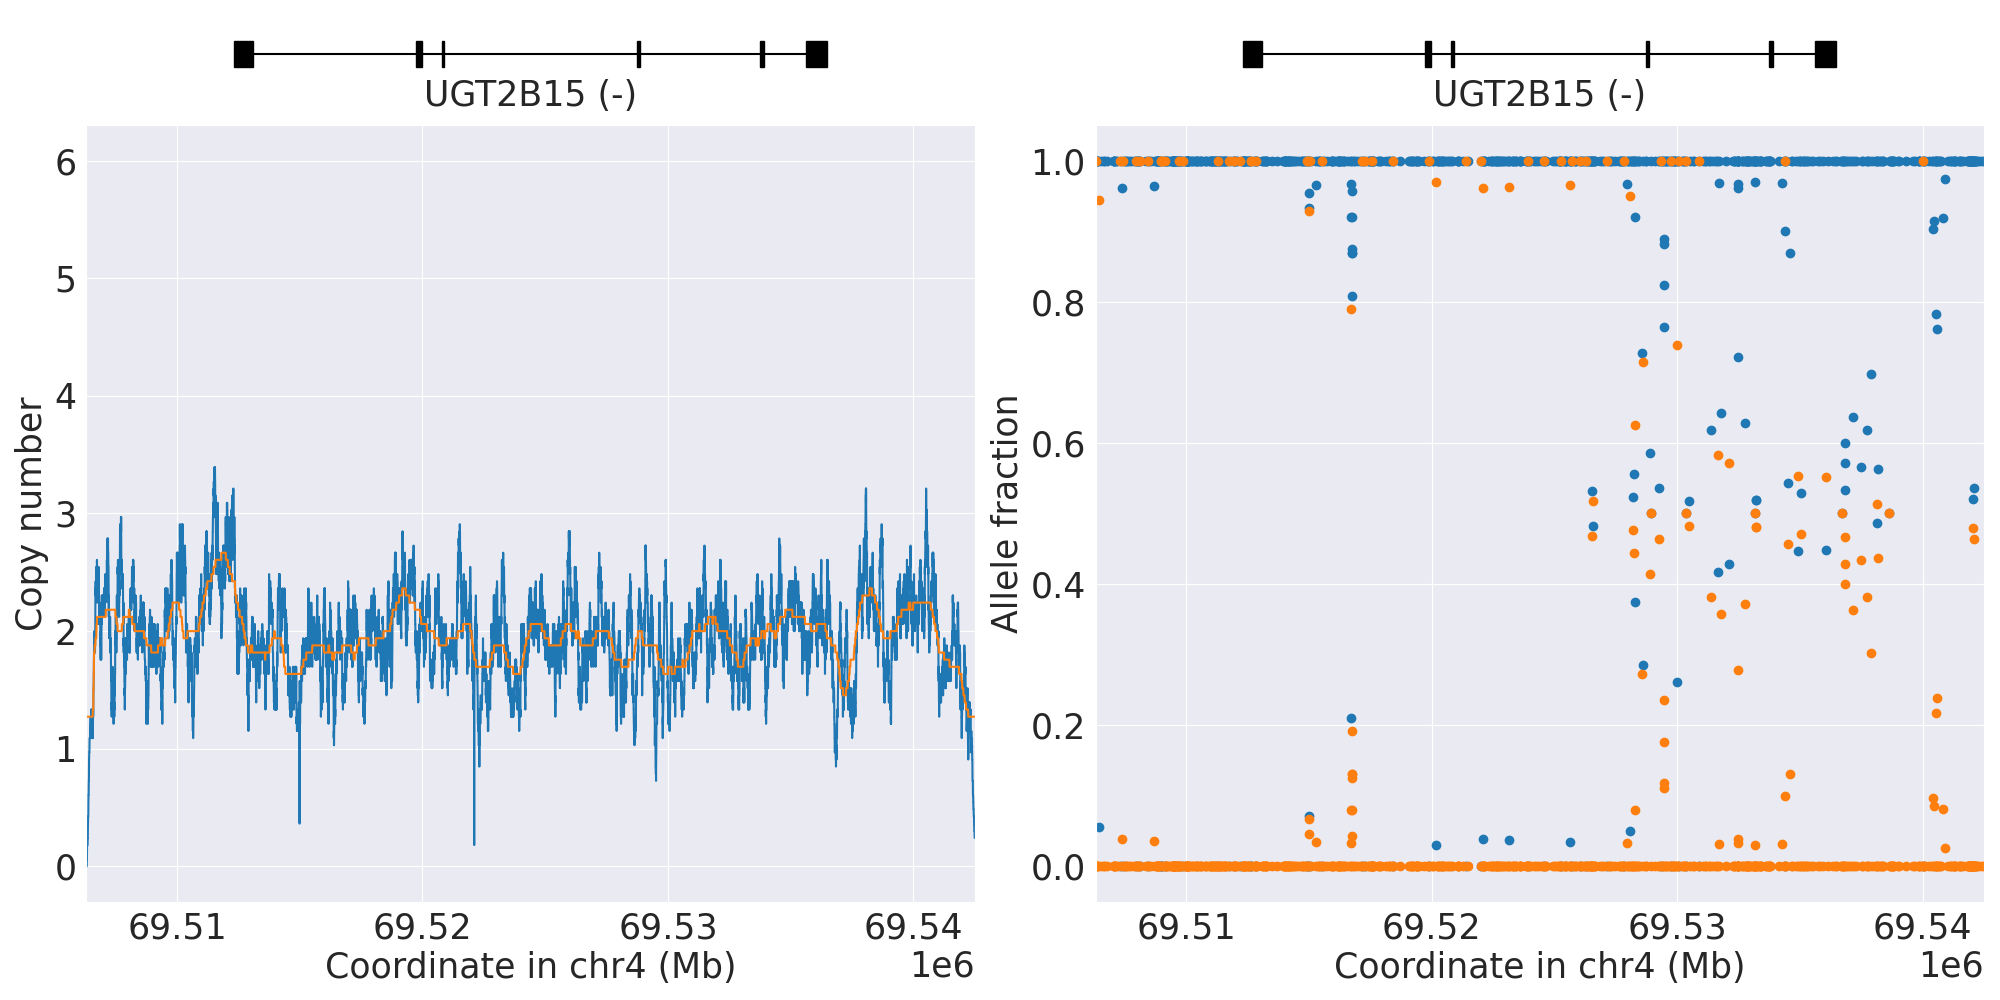 UGT2B15 (-)
6
5
4
3
2
1
0
Copy number
69.51
69.52
69.53
69.54
Coordinate in chr4 (Mb)
1e6
UGT2B15 (-)
1.0
0.8
0.6
0.4
0.2
0.0
Allele fraction
69.51
69.52
69.53
69.54
Coordinate in chr4 (Mb)
1e6